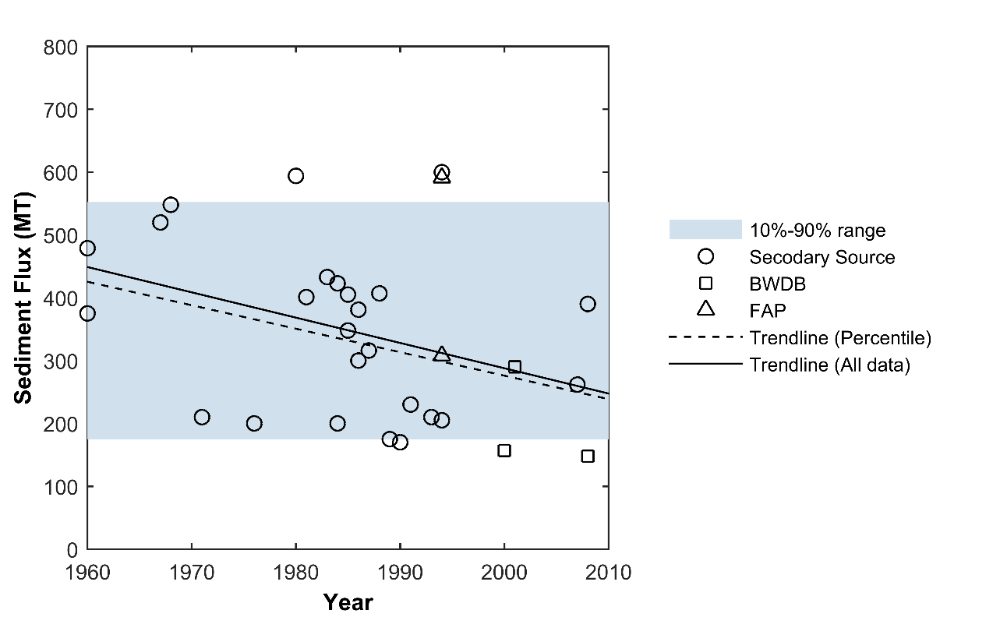 800
700
600
500
400
300
200
100
0
Sediment Flux (MT)
1960 1970 1980 1990 2000 2010
Year
10%-90% range
Secodary Source
BWDB
FAP
Trendline (Percentile)
Trendline (All data)